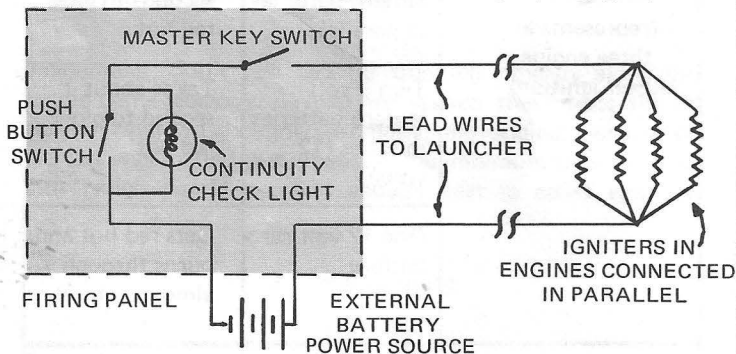 MASTER KEY SWITCH
PUSH
BUTTON
SWITCH
CONTINUITY
CHECK LIGHT
LEAD WIRES
TO LAUNCHER
IGNITERS IN
ENGINES CONNECTED
IN PARALLEL
FIRING PANEL
EXTERNAL
BATTERY
POWER SOURCE